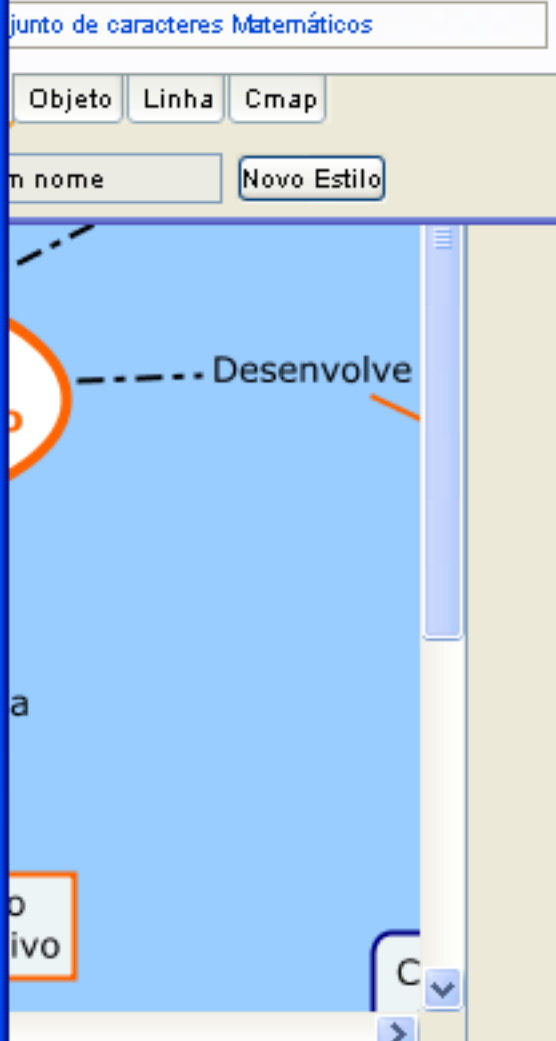 junto de caracteres Matemáticos
Objeto Linha Cmap
m nome Novo Estilo
Desenvolve
o
a
o
ivo
C